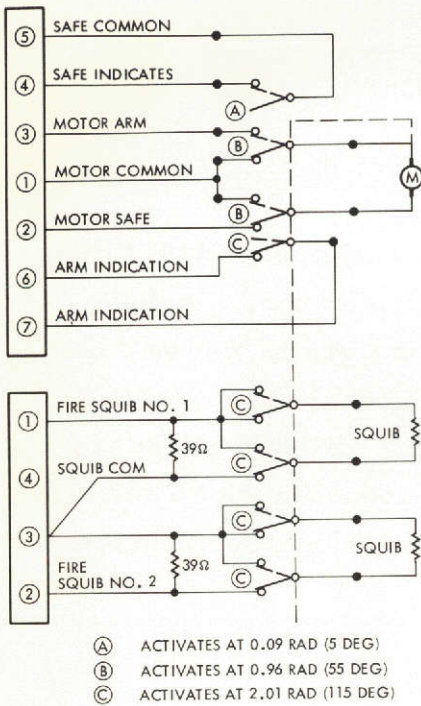 5 SAFE COMMON
4 SAFE INDICATES
A
3 MOTOR ARM
B
M
1 MOTOR COMMON
2 MOTOR SAFE
B
C
6 ARM INDICATION
7 ARM INDICATION
1 FIRE SQUIB NO. 1
C
39Ω
SQUIB
C
4 SQUIB COM
3
C
39Ω
SQUIB
C
2 FIRE
SQUIB NO. 2
A ACTIVATES AT 0.09 RAD (5 DEG)
B ACTIVATES AT 0.96 RAD (55 DEG)
C ACTIVATES AT 2.01 RAD (115 DEG)